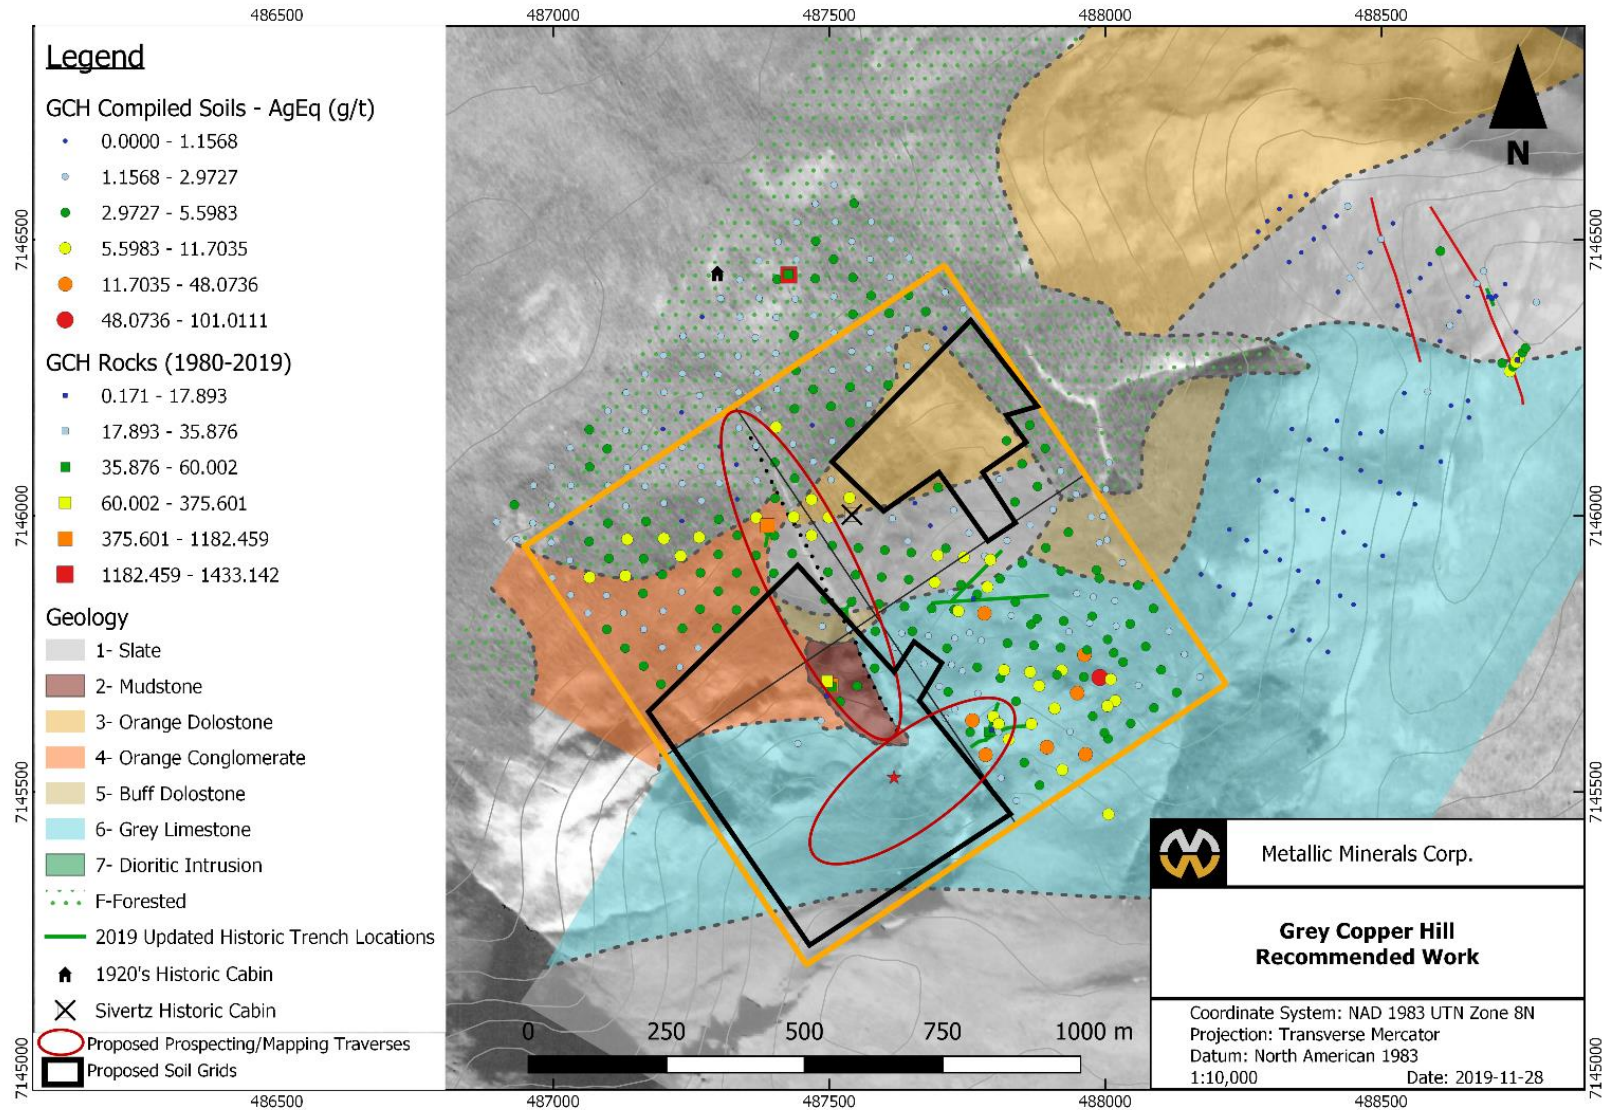 486500
487000
487500
488000
488500
Legend
GCH Compiled Soils - AgEq (g/t)
0.0000 - 1.1568
1.1568 - 2.9727
2.9727 - 5.5983
5.5983 - 11.7035
11.7035 - 48.0736
48.0736 - 101.0111
GCH Rocks (1980-2019)
0.171 - 17.893
17.893 - 35.876
35.876 - 60.002
60.002 - 375.601
375.601 - 1182.459
1182.459 - 1433.142
Geology
1- Slate
2- Mudstone
3- Orange Dolostone
4- Orange Conglomerate
5- Buff Dolostone
6- Grey Limestone
7- Dioritic Intrusion
F-Forested
2019 Updated Historic Trench Locations
1920's Historic Cabin
Sivertz Historic Cabin
Proposed Prospecting/Mapping Traverses
Proposed Soil Grids
7146500
7146000
7145500
7145000
N
7146500
7146000
7145500
7145000
0
250
500
750
1000 m
Metallic Minerals Corp.
Grey Copper Hill
Recommended Work
Coordinate System: NAD 1983 UTN Zone 8N
Projection: Transverse Mercator
Datum: North American 1983
1:10,000 Date: 2019-11-28
486500
487000
487500
488000
488500